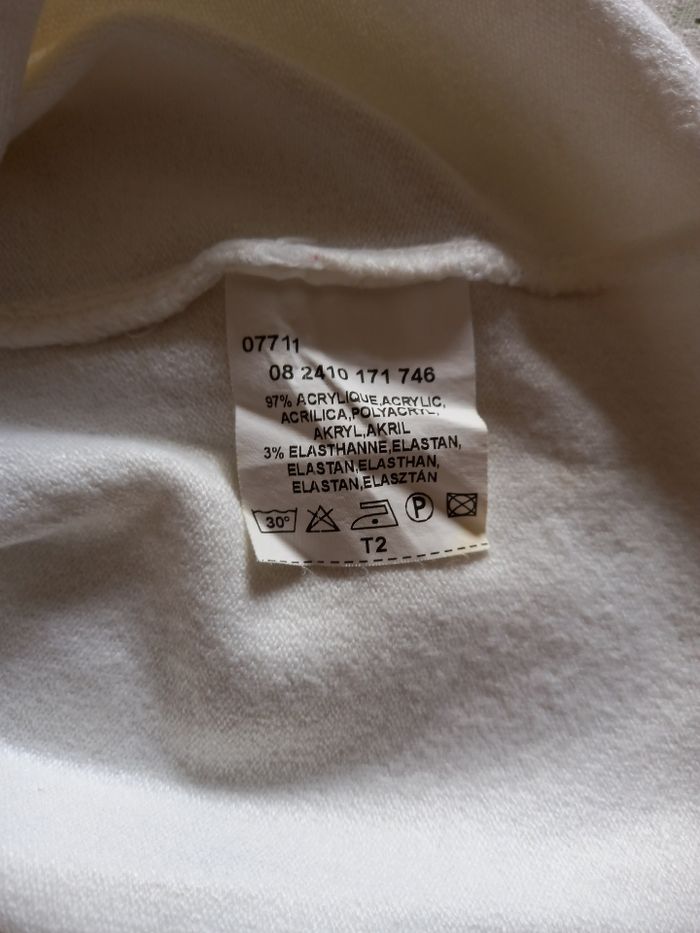 07711
08 2410 171 746
97% ACRYLIQUE,ACRYLIC,
ACRILICA,POLYACRYL,
AKRYL,AKRIL
3% ELASTHANNE,ELASTAN,
ELASTAN,ELASTHAN,
ELASTAN,ELASZTÁN
30° P
T2